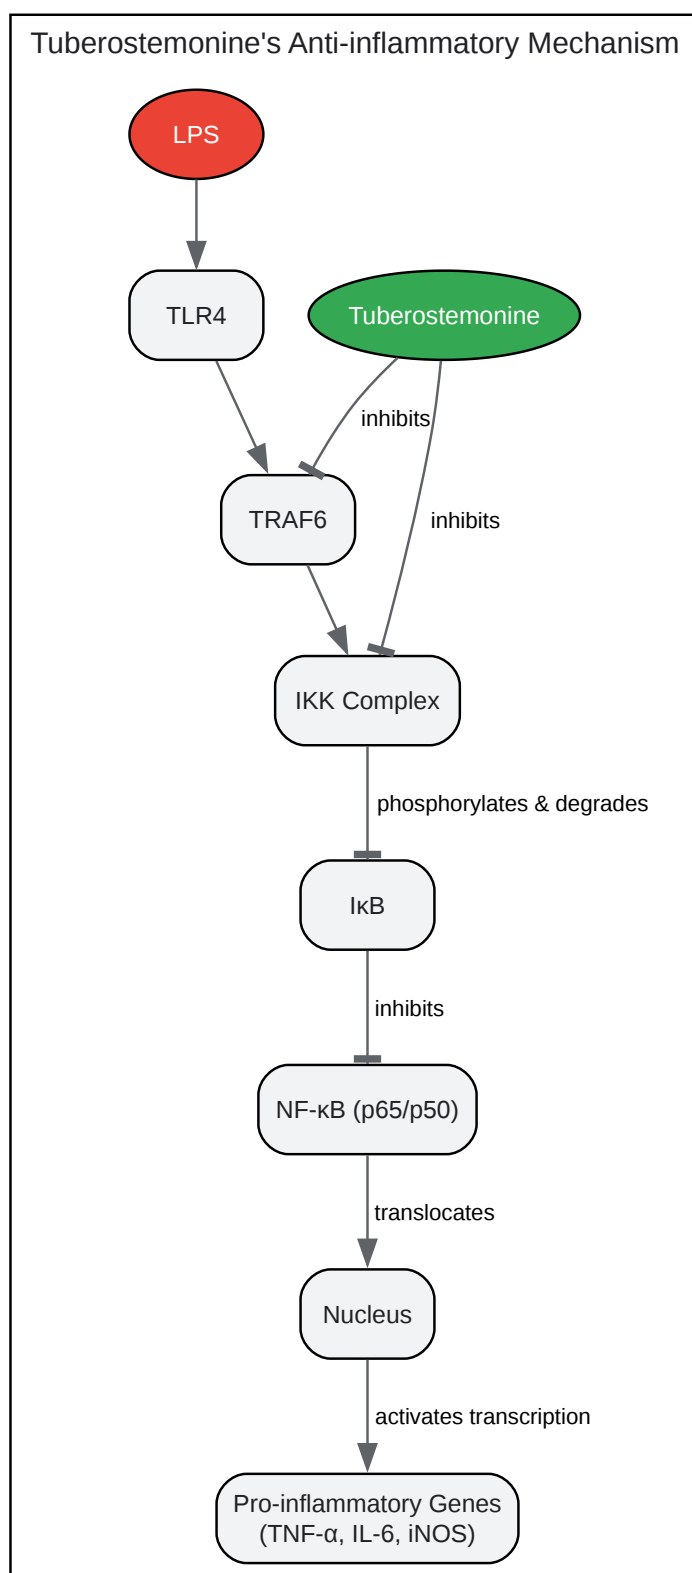 Tuberostemonine's Anti-inflammatory Mechanism
LPS
TLR4
Tuberostemonine
inhibits
TRAF6
inhibits
IKK Complex
phosphorylates & degrades
IκB
inhibits
NF-κB (p65/p50)
translocates
Nucleus
activates transcription
Pro-inflammatory Genes
(TNF-α, IL-6, iNOS)